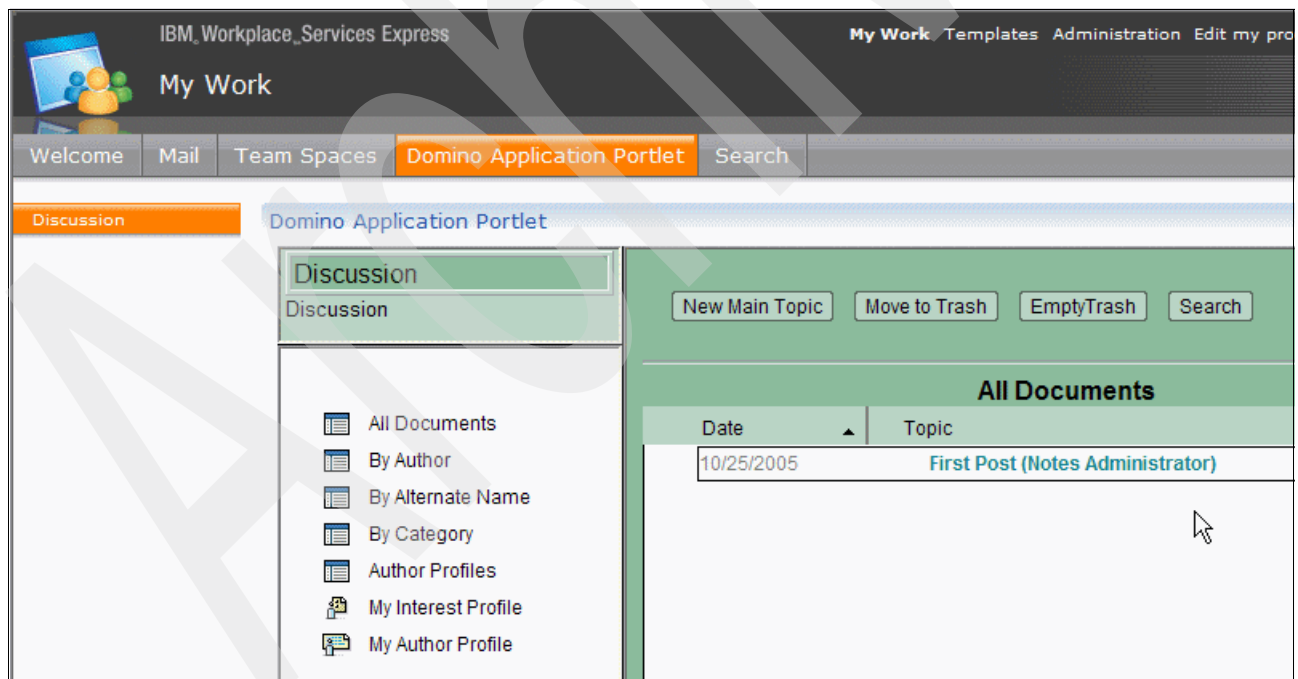 IBM Workplace Services Express
My Work Templates Administration Edit my pro
My Work
Welcome Mail Team Spaces Domino Application Portlet Search
Discussion
Domino Application Portlet
Discussion
Discussion
New Main Topic Move to Trash EmptyTrash Search
All Documents
Date Topic
10/25/2005 First Post (Notes Administrator)
All Documents
By Author
By Alternate Name
By Category
Author Profiles
My Interest Profile
My Author Profile